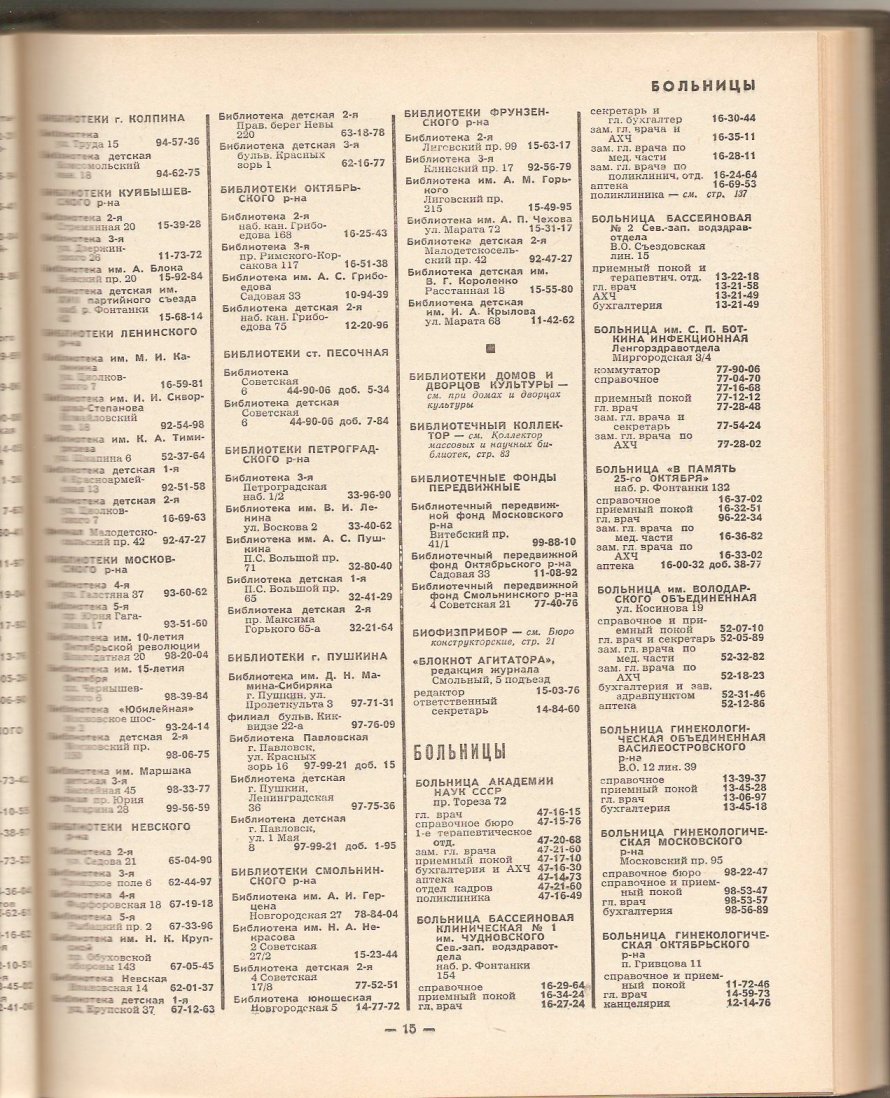 БОЛЬНИЦЫ
БИБЛИОТЕКИ г. КОЛПИНА
Библиотека
ул. Труда 15 94-57-36
Библиотека детская
Комсомольский
94-62-75
БИБЛИОТЕКИ КУЙБЫШЕВ-
СКОГО р-на
Библиотека 2-я
Стремянная 20 15-39-28
Библиотека 3-я
ул. Дзержин-
ского 26 11-73-72
Библиотека им. А. Блока
Невский пр. 20 15-92-84
Библиотека детская им.
партийного съезда
наб. р. Фонтанки
15-68-14
БИБЛИОТЕКИ ЛЕНИНСКОГО
р-на
Библиотека им. М. И. Ка-
линина
ул. Циолков-
ского 7 16-59-81
Библиотека им. И. И. Сквор-
цова-Степанова
Измайловский
пр. 18 92-54-98
Библиотека им. К. А. Тими-
рязева
ул. Шкапина 6 52-37-64
Библиотека детская 1-я
Красноармей-
ская 13 92-51-58
Библиотека детская 2-я
ул. Циолков-
ского 7 16-69-63
филиал Малодетско-
сельский пр. 42 92-47-27
БИБЛИОТЕКИ МОСКОВ-
СКОГО р-на
Библиотека 4-я
ул. Гастяна 37 93-60-62
Библиотека 5-я
пр. Юрия Гага-
рина 17 93-51-60
Библиотека им. 10-летия
Октябрьской революции
Благодатная 20 98-20-04
Библиотека им. 15-летия
Октября
пл. Чернышев-
ского 6 98-39-84
Библиотека «Юбилейная»
Московское шос-
се 93-24-14
Библиотека детская 2-я
Московский пр.
98-06-75
Библиотека им. Маршака
детская 3-я
Бассейная 45 98-33-77
филиал пр. Юрия
Гагарина 28 99-56-59
БИБЛИОТЕКИ НЕВСКОГО
р-на
Библиотека 2-я
ул. Седова 21 65-04-90
Библиотека 3-я
поле 6 62-44-97
Библиотека 4-я
Фарфоровская 18 67-19-18
Библиотека 5-я
Рыбацкий пр. 2 67-33-96
Библиотека им. Н. К. Круп-
ской
пр. Обуховской
обороны 143 67-05-45
Библиотека Невская
Ивановская 14 62-01-37
Библиотека детская 1-я
ул. Крупской 37 67-12-63
Библиотека детская 2-я
Прав. берег Невы
220 63-18-78
Библиотека детская 3-я
бульв. Красных
зорь 1 62-16-77
БИБЛИОТЕКИ ОКТЯБРЬ-
СКОГО р-на
Библиотека 2-я
наб. кан. Грибо-
едова 168 16-25-43
Библиотека 3-я
пр. Римского-Кор-
сакова 117 16-51-38
Библиотека им. А. С. Грибо-
едова
Садовая 33 10-94-39
Библиотека детская 2-я
наб. кан. Грибо-
едова 75 12-20-96
БИБЛИОТЕКИ ст. ПЕСОЧНАЯ
Библиотека
Советская
6 44-90-06 доб. 5-34
Библиотека детская
Советская
6 44-90-06 доб. 7-84
БИБЛИОТЕКИ ПЕТРОГРАД-
СКОГО р-на
Библиотека 3-я
Петроградская
наб. 1/2 33-96-90
Библиотека им. В. И. Ле-
нина
ул. Воскова 2 33-40-62
Библиотека им. А. С. Пуш-
кина
П.С. Большой пр.
71 32-80-40
Библиотека детская 1-я
П.С. Большой пр.
65 32-41-29
Библиотека детская 2-я
пр. Максима
Горького 65-а 32-21-54
БИБЛИОТЕКИ г. ПУШКИНА
Библиотека им. Д. Н. Ма-
мина-Сибиряка
г. Пушкин, ул.
Пролеткульта 3 97-71-31
филиал бульв. Кик-
видзе 22-а 97-76-09
Библиотека Павловская
г. Павловск,
ул. Красных
зорь 16 97-99-21 доб. 15
Библиотека детская
г. Пушкин,
Ленинградская
36 97-75-36
Библиотека детская
г. Павловск,
ул. 1 Мая
8 97-99-21 доб. 1-95
БИБЛИОТЕКИ СМОЛЬНИН-
СКОГО р-на
Библиотека им. А. И. Гер-
цена
Новгородская 27 78-84-04
Библиотека им. Н. А. Не-
красова
2 Советская
27/2 15-23-44
Библиотека детская 2-я
4 Советская
17/8 77-52-51
Библиотека юношеская
Новгородская 5 14-77-72
БИБЛИОТЕКИ ФРУНЗЕН-
СКОГО р-на
Библиотека 2-я
Лиговский пр. 99 15-63-17
Библиотека 3-я
Клинский пр. 17 92-56-79
Библиотека им. А. М. Горь-
кого
Лиговский пр.
215 15-49-95
Библиотека им. А. П. Чехова
ул. Марата 72 15-31-17
Библиотека детская 2-я
Малодетосель-
ский пр. 42 92-47-27
Библиотека детская им.
В. Г. Короленко
Расстанная 18 15-55-80
Библиотека детская
им. И. А. Крылова
ул. Марата 68 11-42-62
БИБЛИОТЕКИ ДОМОВ И
ДВОРЦОВ КУЛЬТУРЫ —
см. при домах и дворцах
культуры
БИБЛИОТЕЧНЫЙ КОЛЛЕК-
ТОР — см. Коллектор
массовых и научных би-
блиотек, стр. 83
БИБЛИОТЕЧНЫЕ ФОНДЫ
ПЕРЕДВИЖНЫЕ
Библиотечный передвиж-
ной фонд Московского
р-на
Витебский пр.
41/1 99-88-10
Библиотечный передвижной
фонд Октябрьского р-на
Садовая 33 11-08-92
Библиотечный передвижной
фонд Смольнинского р-на
4 Советская 21 77-40-76
БИОФИЗПРИБОР — см. Бюро
конструкторские, стр. 21
«БЛОКНОТ АГИТАТОРА»,
редакция журнала
Смольный, 5 подъезд
редактор 15-03-76
ответственный
секретарь 14-84-60
БОЛЬНИЦЫ
БОЛЬНИЦА АКАДЕМИИ
НАУК СССР
пр. Тореза 72
гл. врач 47-16-15
справочное бюро 47-15-76
1-е терапевтическое
отд. 47-20-68
зам. гл. врача 47-21-60
приемный покой 47-17-10
бухгалтерия и АХЧ 47-16-30
аптека 47-14-73
отдел кадров 47-21-60
поликлиника 47-16-49
БОЛЬНИЦА БАССЕЙНОВАЯ
КЛИНИЧЕСКАЯ № 1
им. ЧУДНОВСКОГО
Сев.-зап. водздравот-
дела
наб. р. Фонтанки
154
справочное 16-29-64
приемный покой 16-34-24
гл. врач 16-27-24
секретарь и
гл. бухгалтер 16-30-44
зам. гл. врача и
АХЧ 16-35-11
зам. гл. врача по
мед. части 16-28-11
зам. гл. врача по
поликлинич. отд. 16-24-64
аптека 16-69-53
поликлиника — см. стр. 137
БОЛЬНИЦА БАССЕЙНОВАЯ
№ 2 Сев.-зап. водздрав-
отдела
В.О. Съездовская
лин. 15
приемный покой и
терапевтич. отд. 13-22-18
гл. врач 13-21-58
АХЧ 13-21-49
бухгалтерия 13-21-49
БОЛЬНИЦА им. С. П. БОТ-
КИНА ИНФЕКЦИОННАЯ
Ленгорздравотдела
Миргородская 3/4
коммутатор 77-90-06
справочное 77-04-70
77-16-68
приемный покой 77-12-12
гл. врач 77-28-48
зам. гл. врача и
секретарь 77-54-24
зам. гл. врача по
АХЧ 77-28-02
БОЛЬНИЦА «В ПАМЯТЬ
25-го ОКТЯБРЯ»
наб. р. Фонтанки 132
справочное 16-37-02
приемный покой 16-32-51
гл. врач 96-22-34
зам. гл. врача по
мед. части 16-36-82
зам. гл. врача по
АХЧ 16-33-02
аптека 16-00-32 доб. 38-77
БОЛЬНИЦА им. ВОЛОДАР-
СКОГО ОБЪЕДИНЕННАЯ
ул. Косинова 19
справочное и при-
емный покой 52-07-10
гл. врач и секретарь 52-05-89
зам. гл. врача по
мед. части 52-32-82
зам. гл. врача по
АХЧ 52-18-23
бухгалтерия и зав.
здравпунктом 52-31-46
аптека 52-12-86
БОЛЬНИЦА ГИНЕКОЛОГИ-
ЧЕСКАЯ ОБЪЕДИНЕННАЯ
ВАСИЛЕОСТРОВСКОГО
р-на
В.О. 12 лин. 39
справочное 13-39-37
приемный покой 13-45-28
гл. врач 13-06-97
бухгалтерия 13-45-18
БОЛЬНИЦА ГИНЕКОЛОГИЧЕ-
СКАЯ МОСКОВСКОГО
р-на
Московский пр. 95
справочное бюро 98-22-47
справочное и прием-
ный покой 98-53-47
гл. врач 98-53-57
бухгалтерия 98-56-89
БОЛЬНИЦА ГИНЕКОЛОГИЧЕ-
СКАЯ ОКТЯБРЬСКОГО
р-на
п. Гривцова 11
справочное и прием-
ный покой 11-72-46
гл. врач 14-59-73
канцелярия 12-14-76
— 15 —